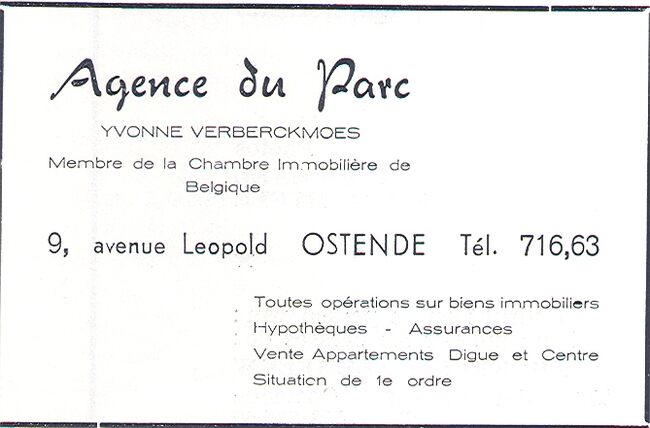 Agence du Parc
YVONNE VERBERCKMOES
Membre de la Chambre Immobilière de
Belgique
9, avenue Leopold OSTENDE Tél. 716,63
Toutes opérations sur biens immobiliers
Hypothèques - Assurances
Vente Appartements Digue et Centre
Situation de 1e ordre